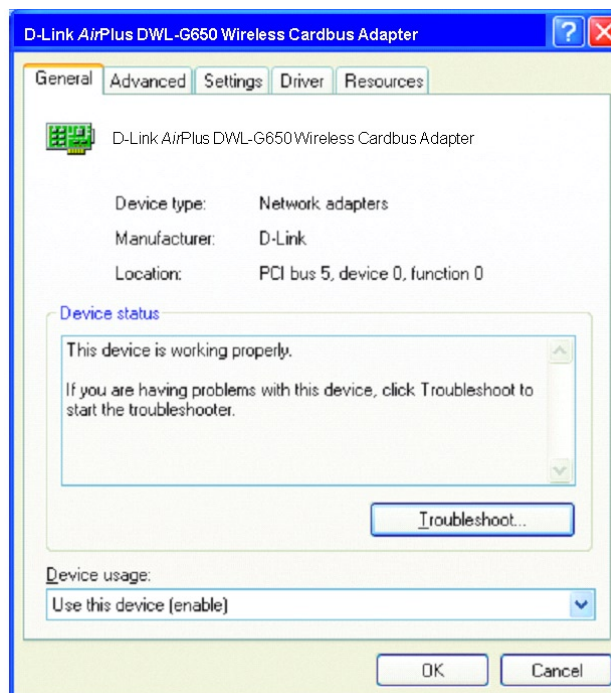 D-Link AirPlus DWL-G650 Wireless Cardbus Adapter
General Advanced Settings Driver Resources
D-Link AirPlus DWL-G650 Wireless Cardbus Adapter
Device type: Network adapters
Manufacturer: D-Link
Location: PCI bus 5, device 0, function 0
Device status
This device is working properly.
If you are having problems with this device, click Troubleshoot to
start the troubleshooter.
Troubleshoot...
Device usage:
Use this device (enable)
OK Cancel